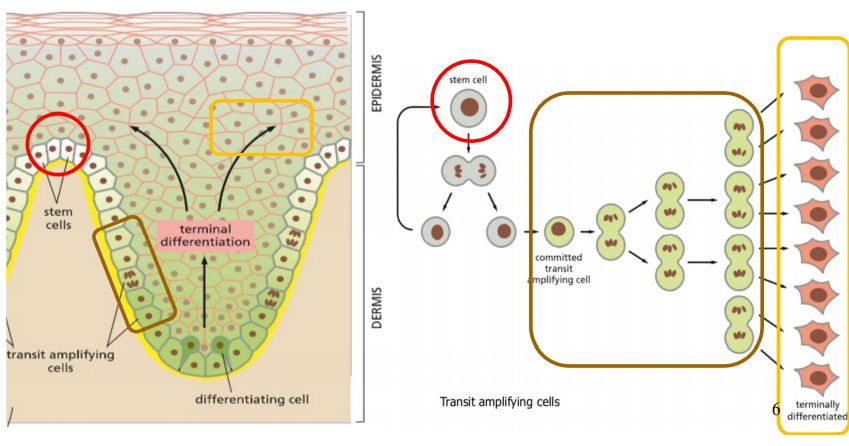 EPIDERMIS
DERMIS
stem
cells
terminal
differentiation
transit amplifying
cells
differentiating cell
stem cell
committed
transit
amplifying cell
Transit amplifying cells
6
terminally
differentiated